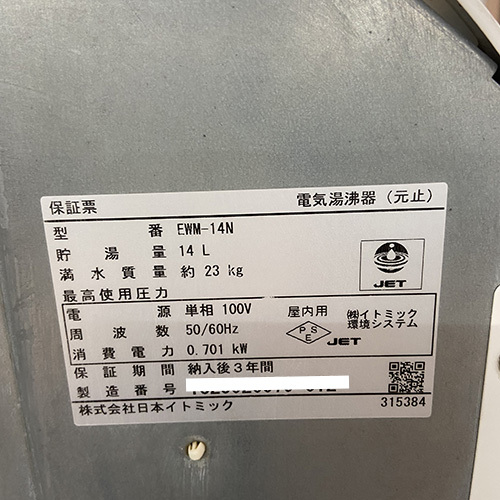 保証票 電気湯沸器（元止）
型 番 EWM-14N
貯 湯 量 14 L
満 水 質 量 約 23 kg
最高使用圧力
JET
電 源 単相 100V
周 波 数 50/60Hz
消 費 電 力 0.701 kW
屋内用
PSE JET
㈱イトミック
環境システム
保 証 期 間 納入後３年間
製 造 番 号
株式会社日本イトミック
315384